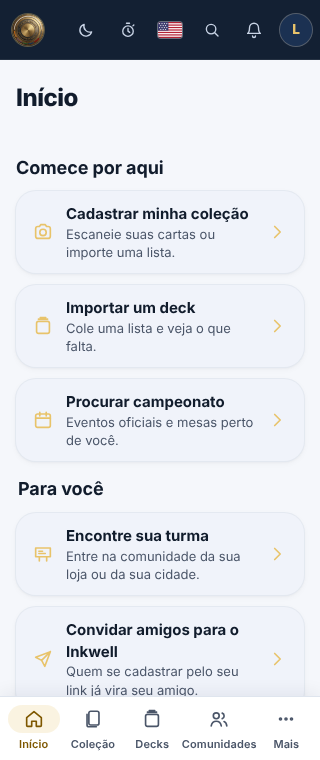 L
Início
Comece por aqui
Cadastrar minha coleção
Escaneie suas cartas ou
importe uma lista.
Importar um deck
Cole uma lista e veja o que
falta.
Procurar campeonato
Eventos oficiais e mesas perto
de você.
Para você
Encontre sua turma
Entre na comunidade da sua
loja ou da sua cidade.
Convidar amigos para o
Inkwell
Quem se cadastrar pelo seu
link já vira seu amigo.
Início
Coleção
Decks
Comunidades
Mais